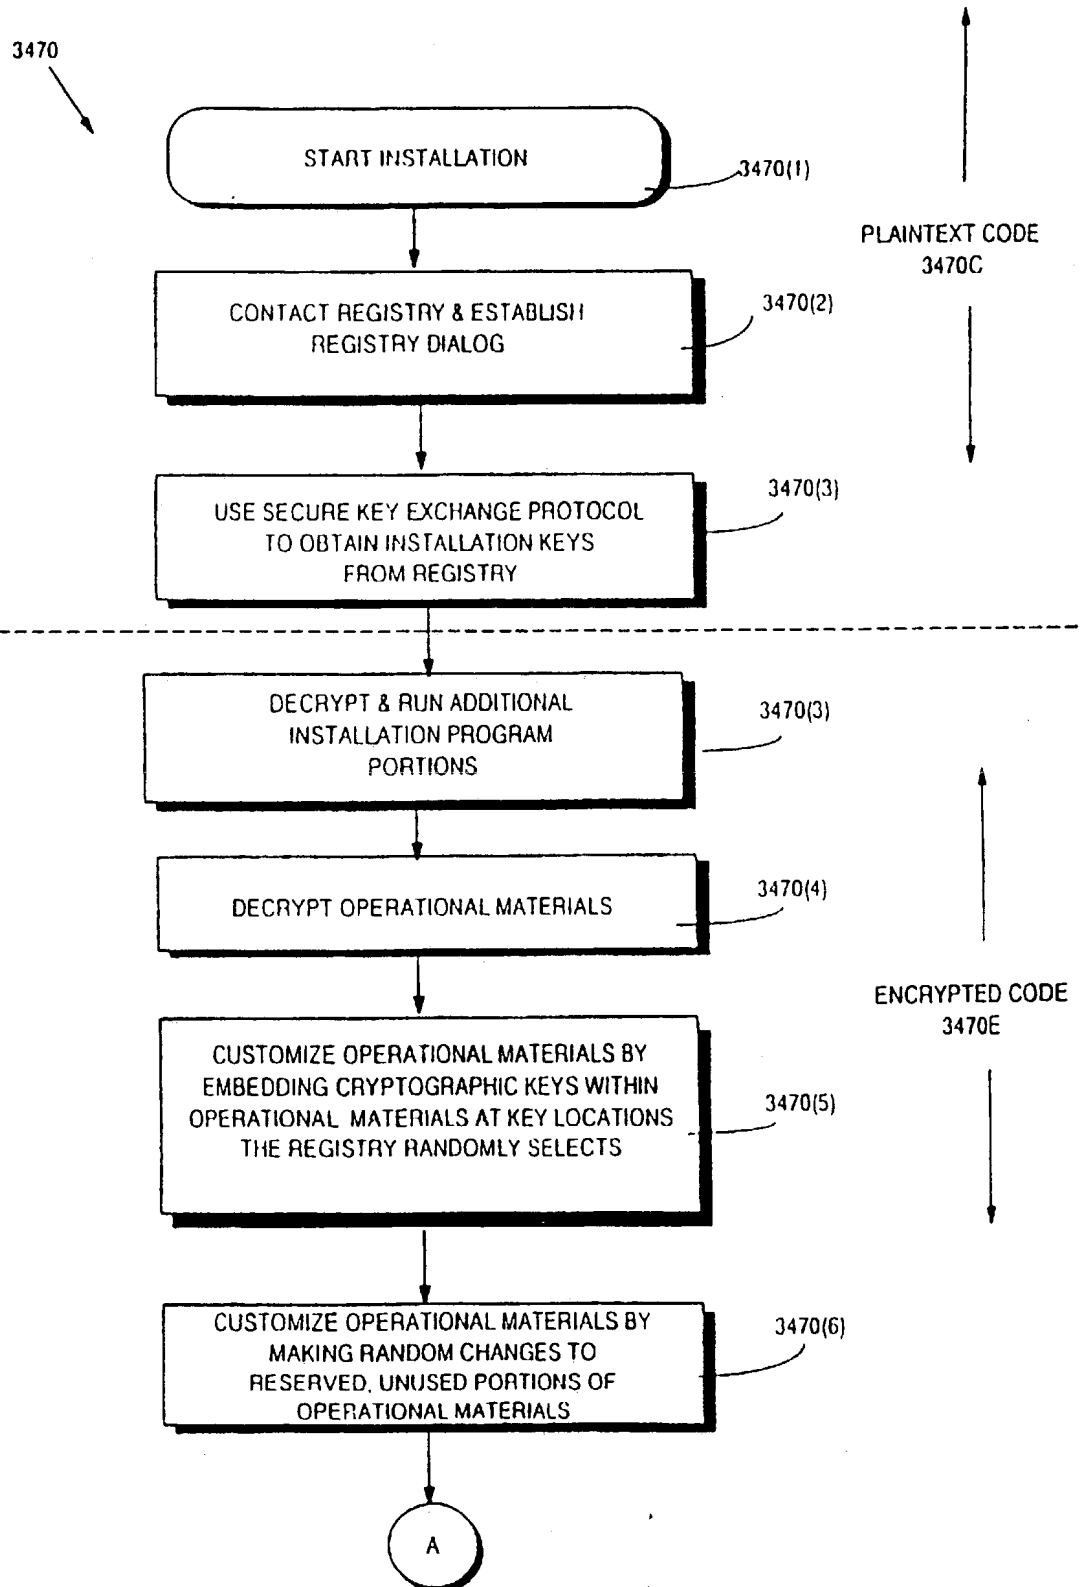 3470
START INSTALLATION
3470(1)
PLAINTEXT CODE
3470C
CONTACT REGISTRY & ESTABLISH
REGISTRY DIALOG
3470(2)
USE SECURE KEY EXCHANGE PROTOCOL
TO OBTAIN INSTALLATION KEYS
FROM REGISTRY
3470(3)
DECRYPT & RUN ADDITIONAL
INSTALLATION PROGRAM
PORTIONS
3470(3)
DECRYPT OPERATIONAL MATERIALS
3470(4)
ENCRYPTED CODE
3470E
CUSTOMIZE OPERATIONAL MATERIALS BY
EMBEDDING CRYPTOGRAPHIC KEYS WITHIN
OPERATIONAL MATERIALS AT KEY LOCATIONS
THE REGISTRY RANDOMLY SELECTS
3470(5)
CUSTOMIZE OPERATIONAL MATERIALS BY
MAKING RANDOM CHANGES TO
RESERVED, UNUSED PORTIONS OF
OPERATIONAL MATERIALS
3470(6)
A